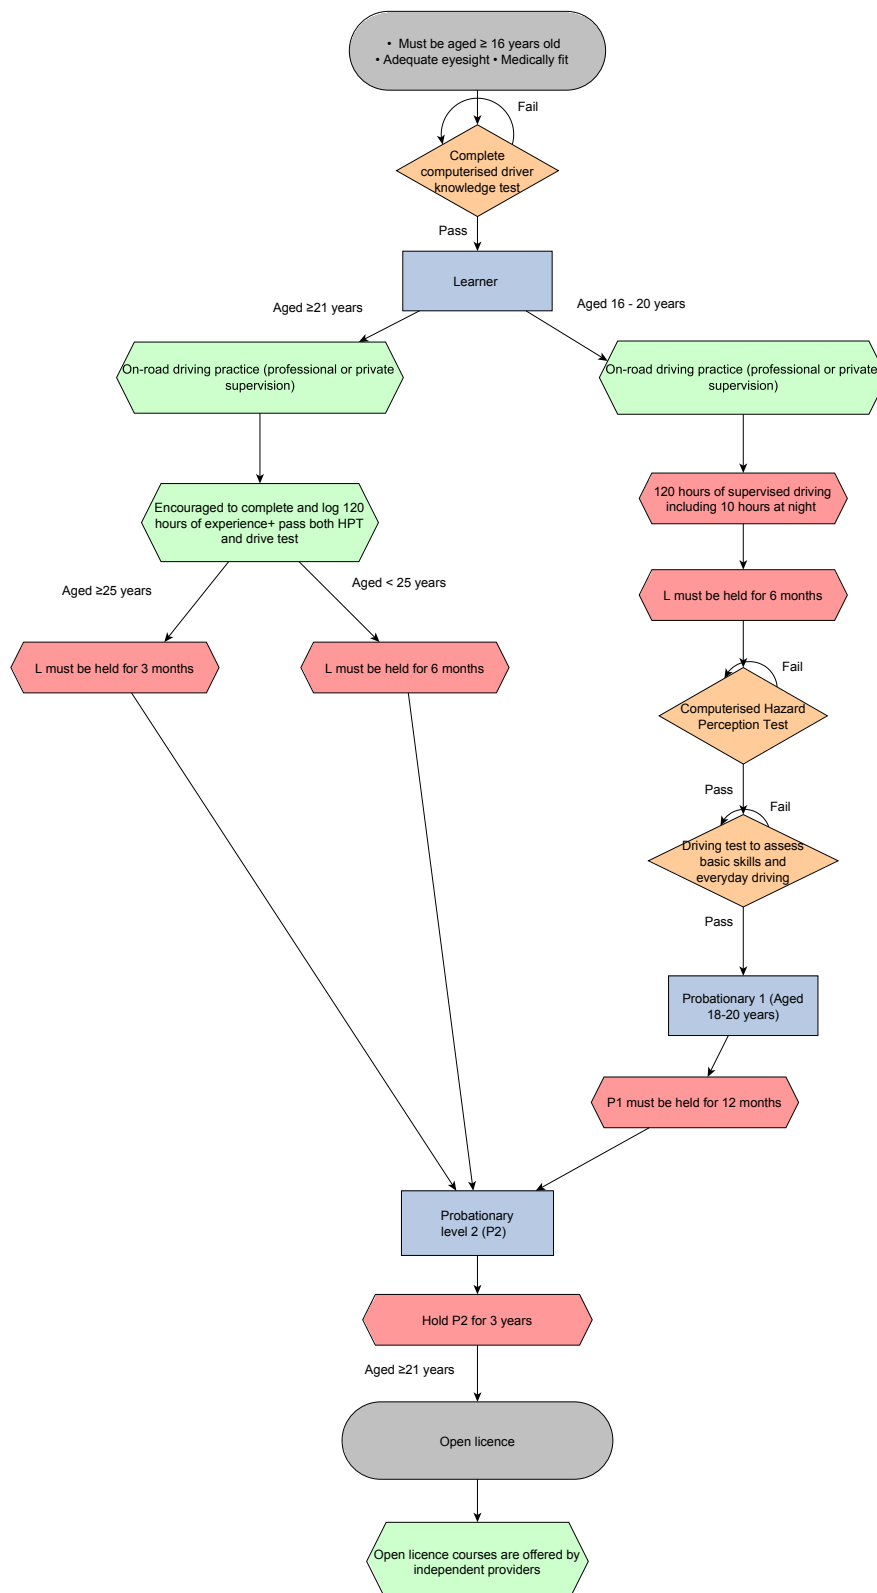 • Must be aged ≥ 16 years old
• Adequate eyesight • Medically fit
Fail
Complete
computerised driver
knowledge test
Pass
Learner
Aged ≥21 years
Aged 16 - 20 years
On-road driving practice (professional or private
supervision)
On-road driving practice (professional or private
supervision)
Encouraged to complete and log 120
hours of experience+ pass both HPT
and drive test
120 hours of supervised driving
including 10 hours at night
Aged ≥25 years
Aged < 25 years
L must be held for 6 months
L must be held for 3 months
L must be held for 6 months
Fail
Computerised Hazard
Perception Test
Pass
Fail
Driving test to assess
basic skills and
everyday driving
Pass
Probationary 1 (Aged
18-20 years)
P1 must be held for 12 months
Probationary
level 2 (P2)
Hold P2 for 3 years
Aged ≥21 years
Open licence
Open licence courses are offered by
independent providers